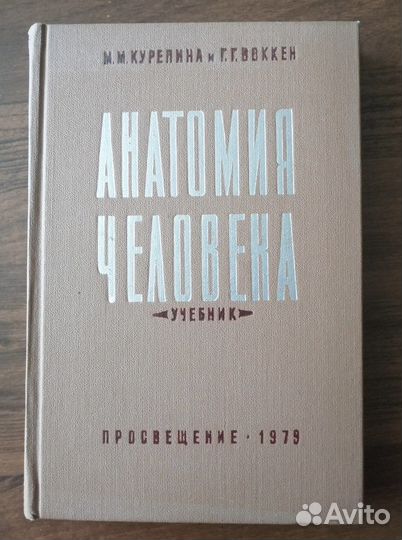 М.М.КУРЕПИНА и Г.Г.ВОККЕН
АНАТОМИЯ
ЧЕЛОВЕКА
УЧЕБНИК
ПРОСВЕЩЕНИЕ · 1979
Avito